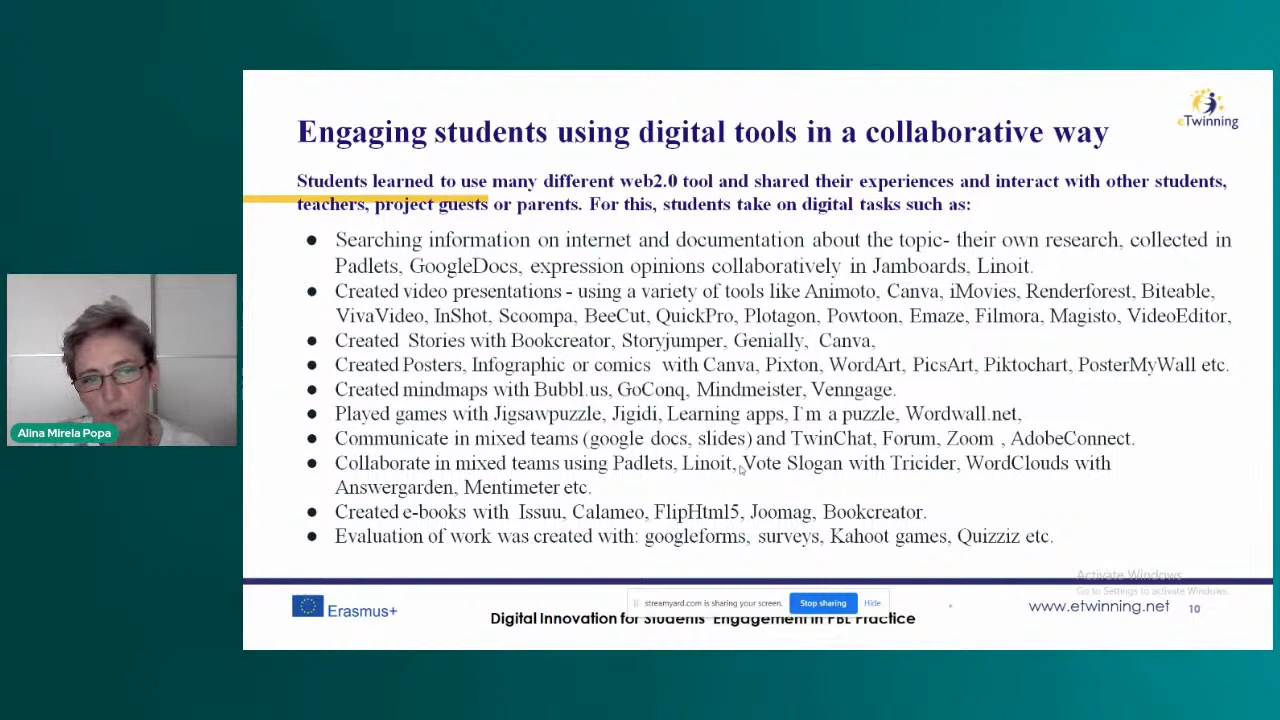 Engaging students using digital tools in a collaborative way
eTwinning
Students learned to use many different web2.0 tool and shared their experiences and interact with other students,
teachers, project guests or parents. For this, students take on digital tasks such as:
● Searching information on internet and documentation about the topic- their own research, collected in
Padlets, GoogleDocs, expression opinions collaboratively in Jamboards, Linoit.
● Created video presentations - using a variety of tools like Animoto, Canva, iMovies, Renderforest, Biteable,
VivaVideo, InShot, Scoompa, BeeCut, QuickPro, Plotagon, Powtoon, Emaze, Filmora, Magisto, VideoEditor,
● Created Stories with Bookcreator, Storyjumper, Genially, Canva,
● Created Posters, Infographic or comics with Canva, Pixton, WordArt, PicsArt, Piktochart, PosterMyWall etc.
● Created mindmaps with Bubbl.us, GoConq, Mindmeister, Venngage.
● Played games with Jigsawpuzzle, Jigidi, Learning apps, I'm a puzzle, Wordwall.net,
● Communicate in mixed teams (google docs, slides) and TwinChat, Forum, Zoom , AdobeConnect.
● Collaborate in mixed teams using Padlets, Linoit, Vote Slogan with Tricider, WordClouds with
Answergarden, Mentimeter etc.
● Created e-books with Issuu, Calameo, FlipHtml5, Joomag, Bookcreator.
● Evaluation of work was created with: googleforms, surveys, Kahoot games, Quizziz etc.
Alina Mirela Popa
Activate Windows
Go to Settings to activate Windows.
Erasmus+
streamyard.com is sharing your screen.
Stop sharing
Hide
www.etwinning.net
10
Digital Innovation for Students' Engagement in PBL Practice